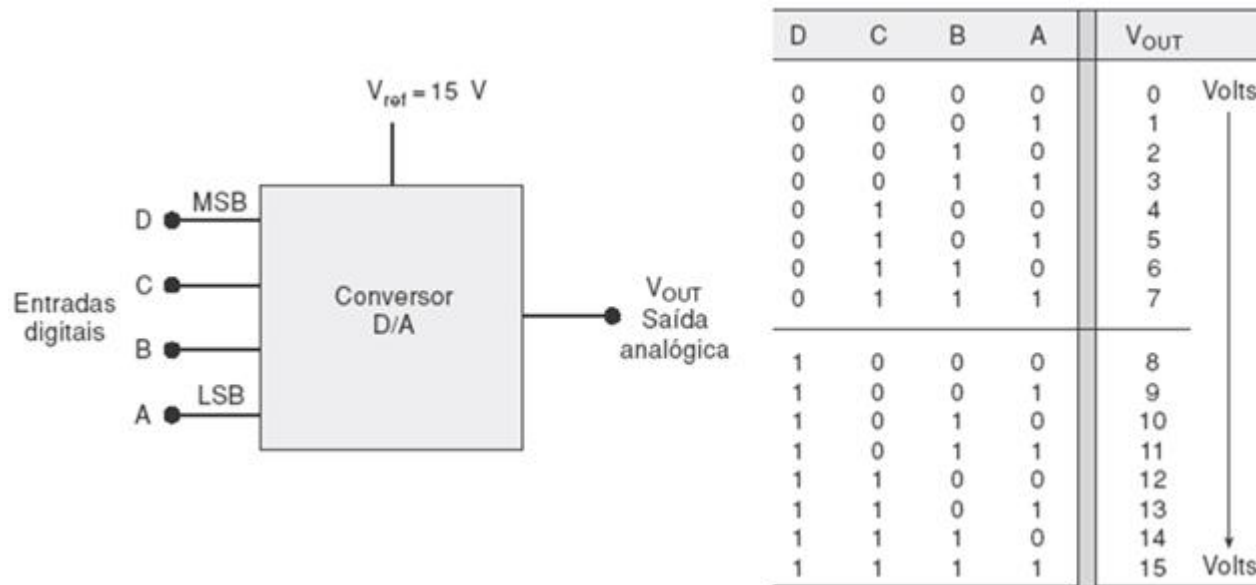 V_ref = 15 V
D MSB
C
B
A LSB
Entradas
digitais
Conversor
D/A
V_OUT
Saída
analógica
D C B A V_OUT
0 0 0 0 0 Volts
0 0 0 1 1
0 0 1 0 2
0 0 1 1 3
0 1 0 0 4
0 1 0 1 5
0 1 1 0 6
0 1 1 1 7
1 0 0 0 8
1 0 0 1 9
1 0 1 0 10
1 0 1 1 11
1 1 0 0 12
1 1 0 1 13
1 1 1 0 14
1 1 1 1 15 Volts